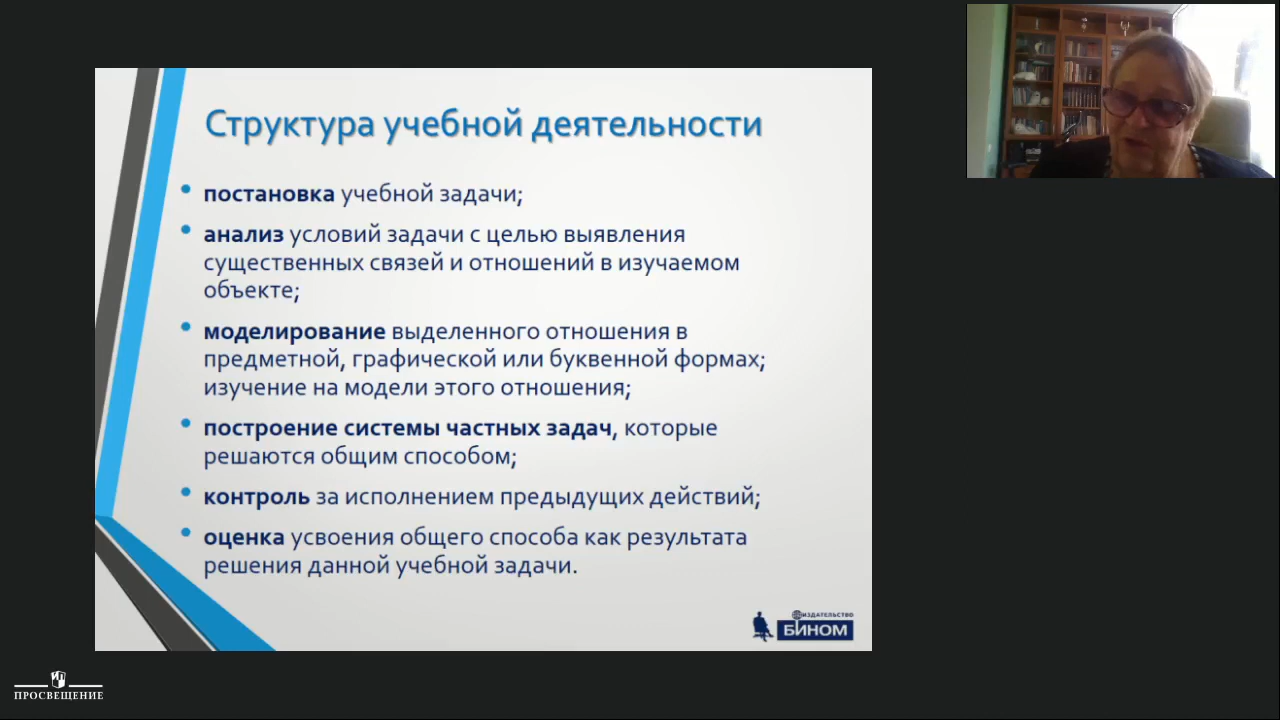 Структура учебной деятельности
постановка учебной задачи;
анализ условий задачи с целью выявления
существенных связей и отношений в изучаемом
объекте;
моделирование выделенного отношения в
предметной, графической или буквенной формах;
изучение на модели этого отношения;
построение системы частных задач, которые
решаются общим способом;
контроль за исполнением предыдущих действий;
оценка усвоения общего способа как результата
решения данной учебной задачи.
ИЗДАТЕЛЬСТВО
БИНОМ
ПРОСВЕЩЕНИЕ